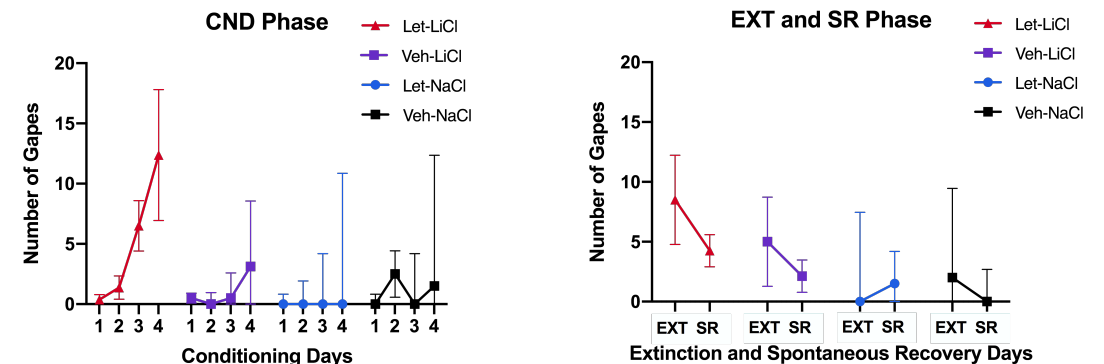 CND Phase
Let-LiCl
Veh-LiCl
Let-NaCl
Veh-NaCl
Number of Gapes
20
15
10
5
0
1 2 3 4 1 2 3 4 1 2 3 4 1 2 3 4
Conditioning Days
EXT and SR Phase
Let-LiCl
Veh-LiCl
Let-NaCl
Veh-NaCl
Number of Gapes
20
15
10
5
0
EXT SR EXT SR EXT SR EXT SR
Extinction and Spontaneous Recovery Days